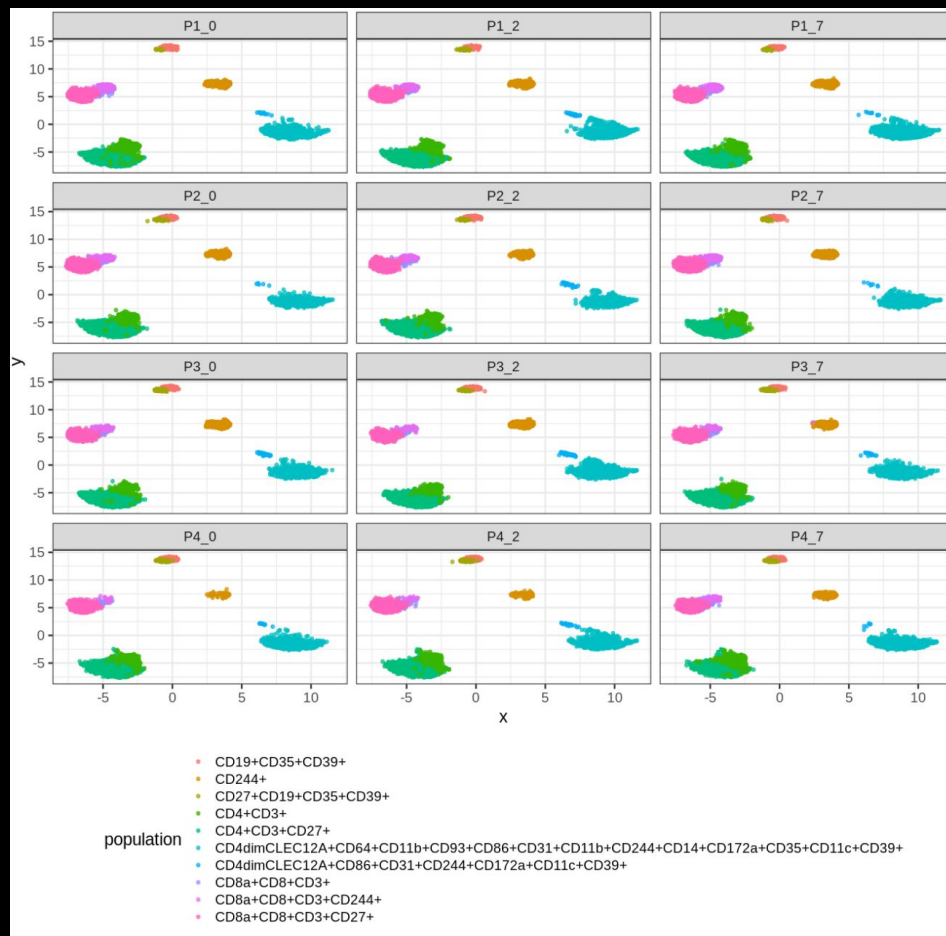 P1_0 P1_2 P1_7
15
10
5
0
-5
P2_0 P2_2 P2_7
15
10
5
0
-5
y
P3_0 P3_2 P3_7
15
10
5
0
-5
P4_0 P4_2 P4_7
15
10
5
0
-5
-5 0 5 10 -5 0 5 10 -5 0 5 10
x
population
CD19+CD35+CD39+
CD244+
CD27+CD19+CD35+CD39+
CD4+CD3+
CD4+CD3+CD27+
CD4dimCLEC12A+CD64+CD11b+CD93+CD86+CD31+CD11b+CD244+CD14+CD172a+CD35+CD11c+CD39+
CD4dimCLEC12A+CD86+CD31+CD244+CD172a+CD11c+CD39+
CD8a+CD8+CD3+
CD8a+CD8+CD3+CD244+
CD8a+CD8+CD3+CD27+